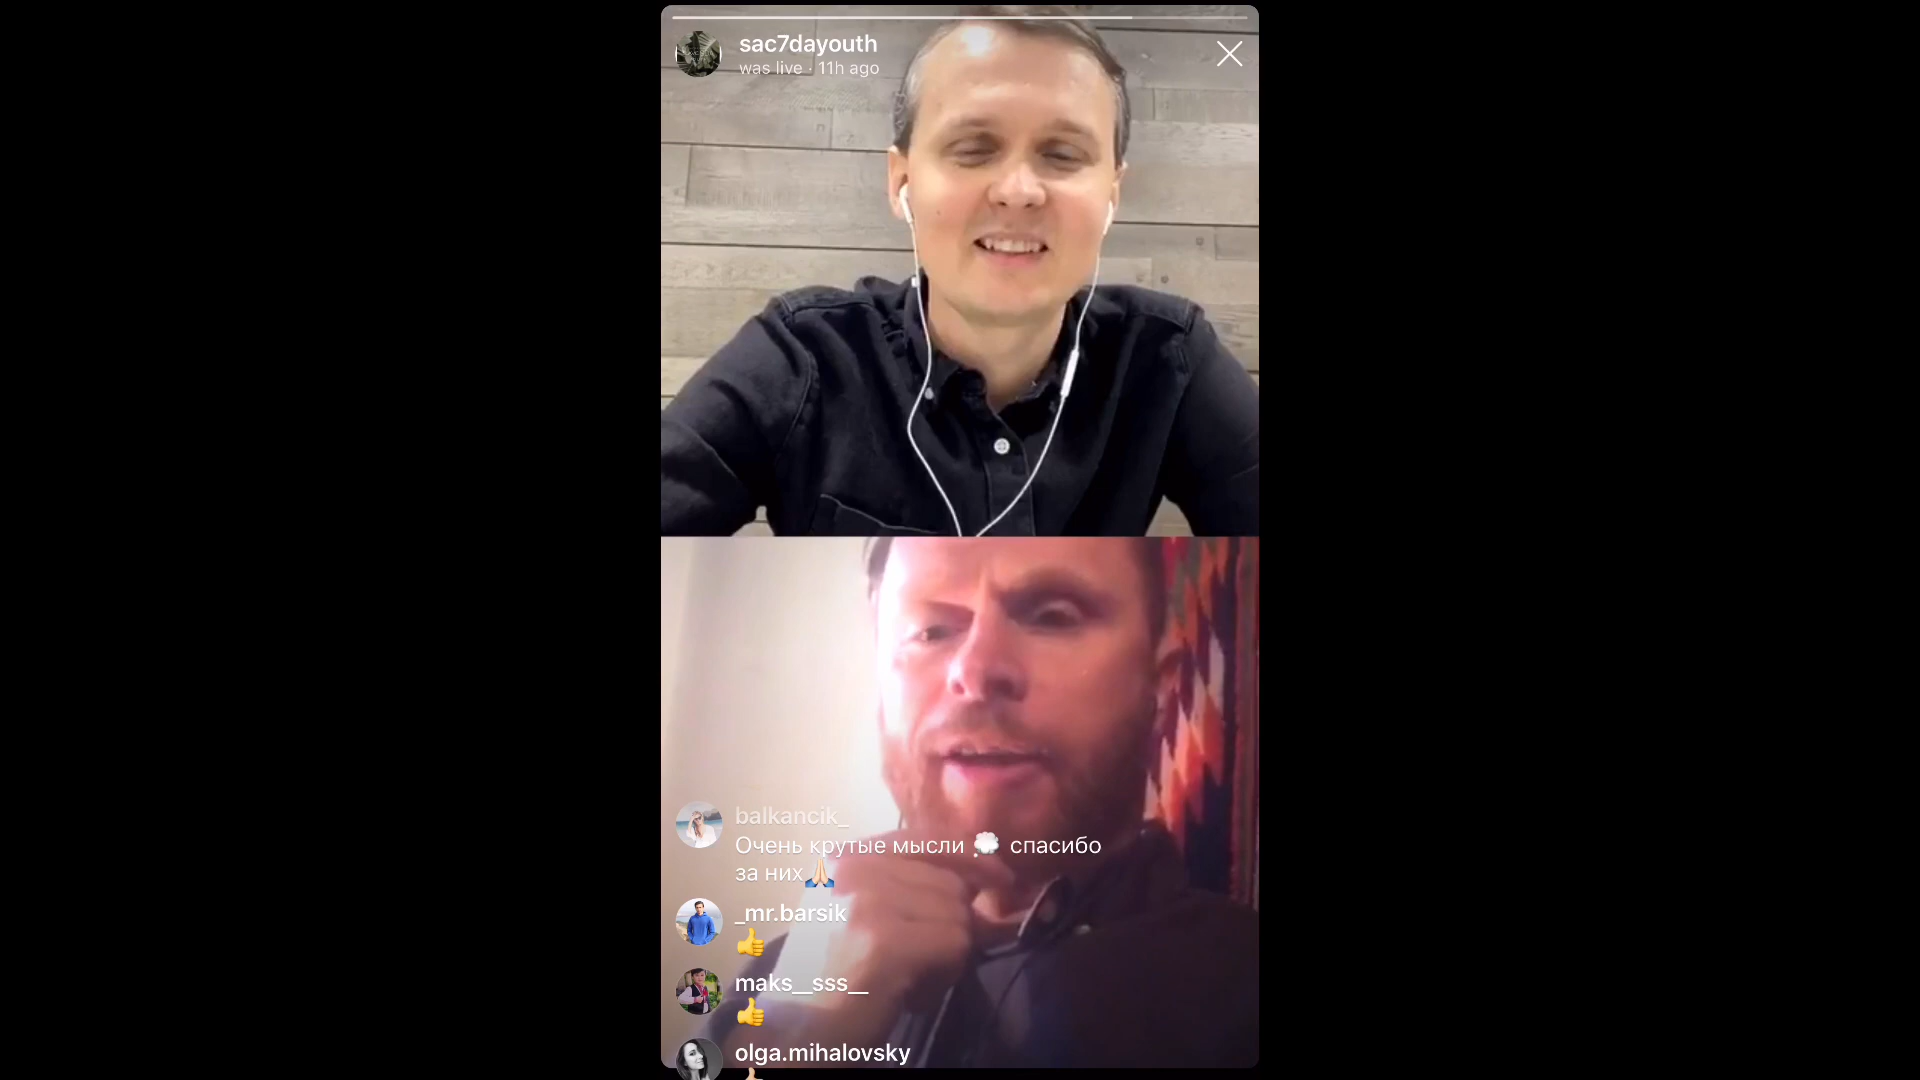 sac7dayouth
was live · 11h ago
balkancik_
Очень крутые мысли 💭 спасибо
за них🙏🏻
_mr.barsik
👍
maks__sss__
👍
olga.mihalovsky